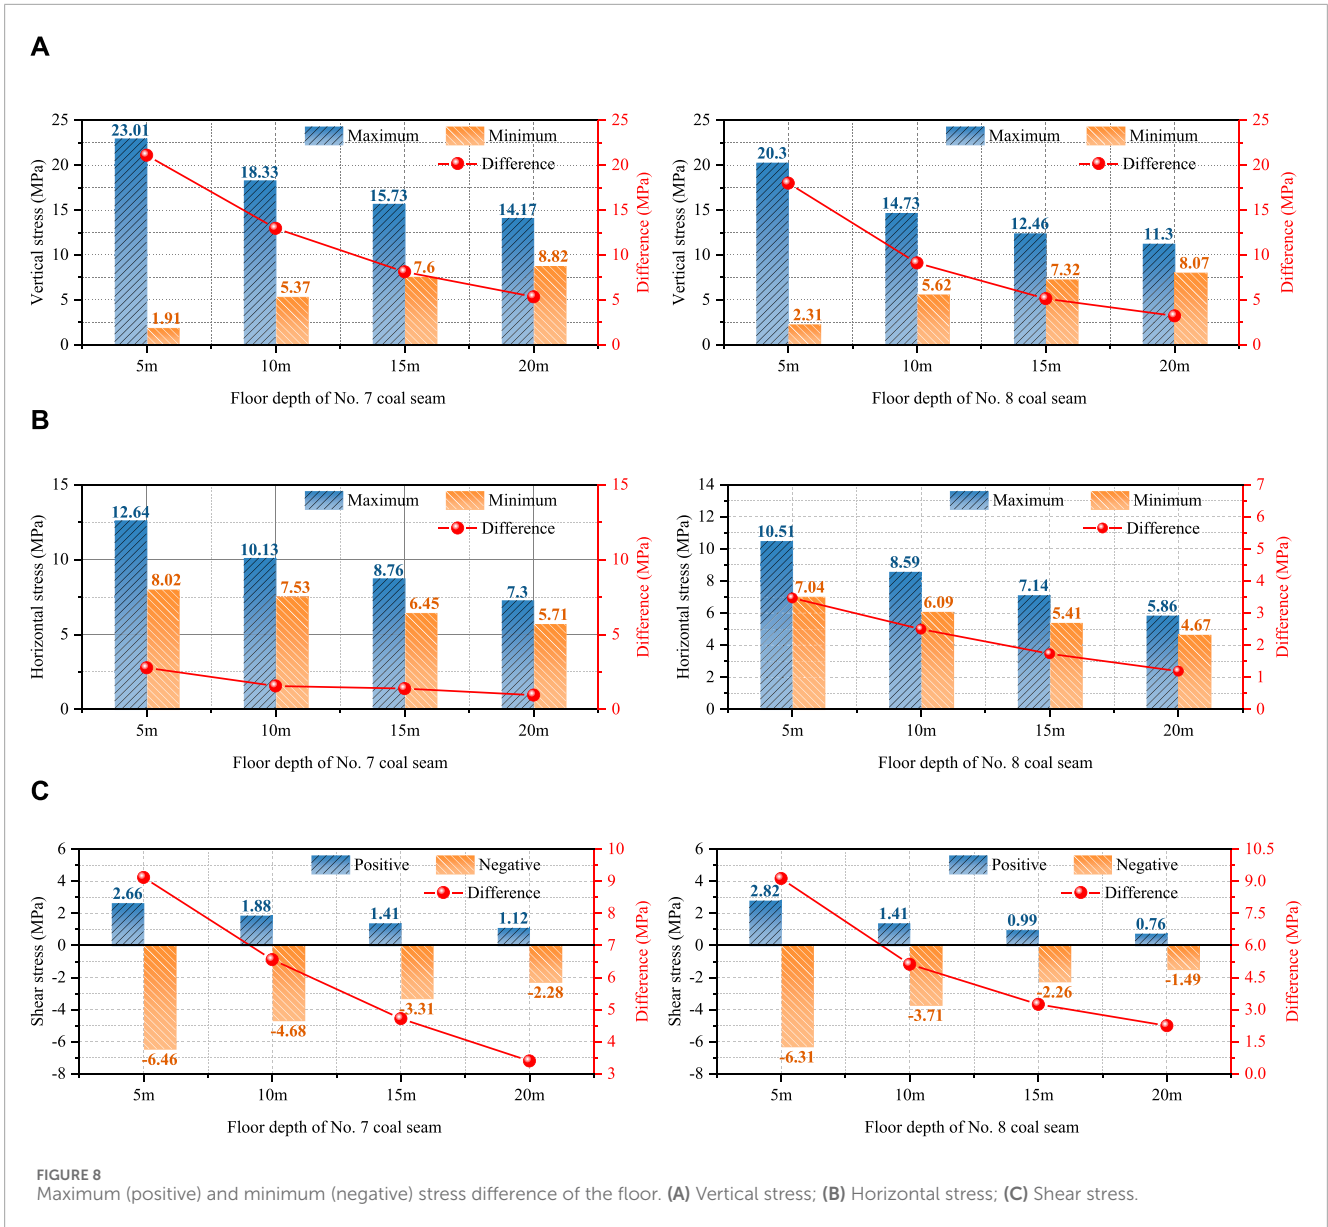 A
25
20
15
10
5
0
Vertical stress (MPa)
23.01
18.33
15.73
14.17
1.91
5.37
7.6
8.82
Maximum
Minimum
Difference
25
20
15
10
5
0
Difference (MPa)
5m
10m
15m
20m
Floor depth of No. 7 coal seam
25
20
15
10
5
0
Vertical stress (MPa)
20.3
14.73
12.46
11.3
2.31
5.62
7.32
8.07
Maximum
Minimum
Difference
25
20
15
10
5
0
Difference (MPa)
5m
10m
15m
20m
Floor depth of No. 8 coal seam
B
15
10
5
0
Horizontal stress (MPa)
12.64
10.13
8.76
7.3
8.02
7.53
6.45
5.71
Maximum
Minimum
Difference
15
10
5
0
Difference (MPa)
5m
10m
15m
20m
Floor depth of No. 7 coal seam
14
12
10
8
6
4
2
0
Horizontal stress (MPa)
10.51
8.59
7.14
5.86
7.04
6.09
5.41
4.67
Maximum
Minimum
Difference
7
6
5
4
3
2
1
0
Difference (MPa)
5m
10m
15m
20m
Floor depth of No. 8 coal seam
C
6
4
2
0
-2
-4
-6
-8
Shear stress (MPa)
2.66
1.88
1.41
1.12
-6.46
-4.68
-3.31
-2.28
Positive
Negative
Difference
10
9
8
7
6
5
4
3
Difference (MPa)
5m
10m
15m
20m
Floor depth of No. 7 coal seam
6
4
2
0
-2
-4
-6
-8
Shear stress (MPa)
2.82
1.41
0.99
0.76
-6.31
-3.71
-2.26
-1.49
Positive
Negative
Difference
10.5
9.0
7.5
6.0
4.5
3.0
1.5
0.0
Difference (MPa)
5m
10m
15m
20m
Floor depth of No. 8 coal seam
FIGURE 8
Maximum (positive) and minimum (negative) stress difference of the floor. (A) Vertical stress; (B) Horizontal stress; (C) Shear stress.